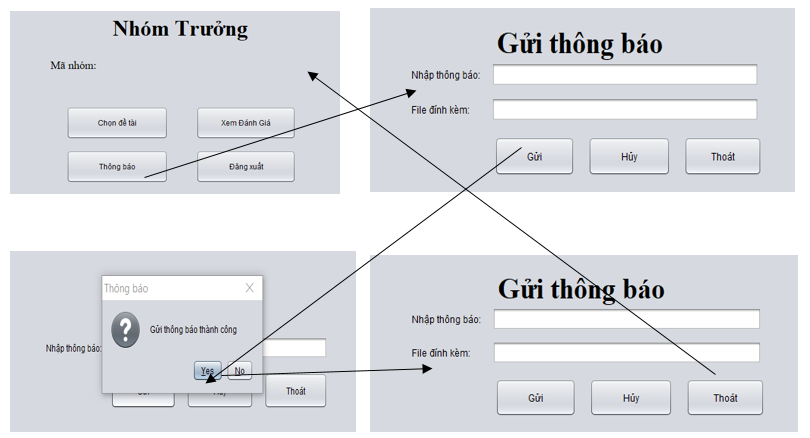 Nhóm Trưởng
Mã nhóm:
Chọn đề tài
Xem Đánh Giá
Thông báo
Đăng xuất
Gửi thông báo
Nhập thông báo:
File đính kèm:
Gửi
Hủy
Thoát
Thông báo
Gửi thông báo thành công
Nhập thông báo:
Yes
No
Thoát
Gửi thông báo
Nhập thông báo:
File đính kèm:
Gửi
Hủy
Thoát